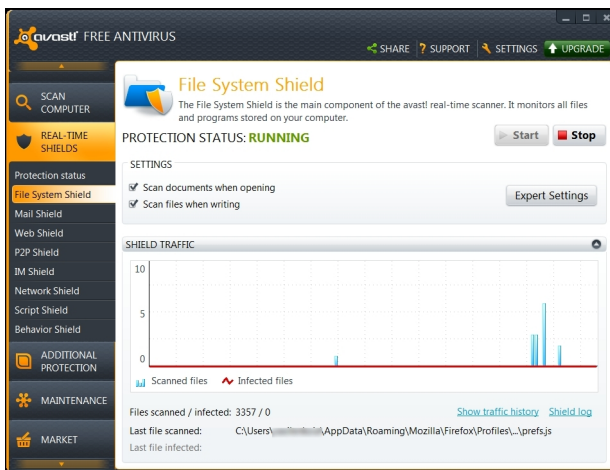 avast! FREE ANTIVIRUS
SHARE ? SUPPORT SETTINGS UPGRADE
SCAN
COMPUTER
REAL-TIME
SHIELDS
Protection status
File System Shield
Mail Shield
Web Shield
P2P Shield
IM Shield
Network Shield
Script Shield
Behavior Shield
ADDITIONAL
PROTECTION
MAINTENANCE
MARKET
File System Shield
The File System Shield is the main component of the avast! real-time scanner. It monitors all files
and programs stored on your computer.
PROTECTION STATUS: RUNNING
Start Stop
SETTINGS
Scan documents when opening
Scan files when writing
Expert Settings
SHIELD TRAFFIC
10
5
0
Scanned files Infected files
Files scanned / infected: 3357 / 0
Show traffic history Shield log
Last file scanned: C:\Users\ \AppData\Roaming\Mozilla\Firefox\Profiles\...\prefs.js
Last file infected: